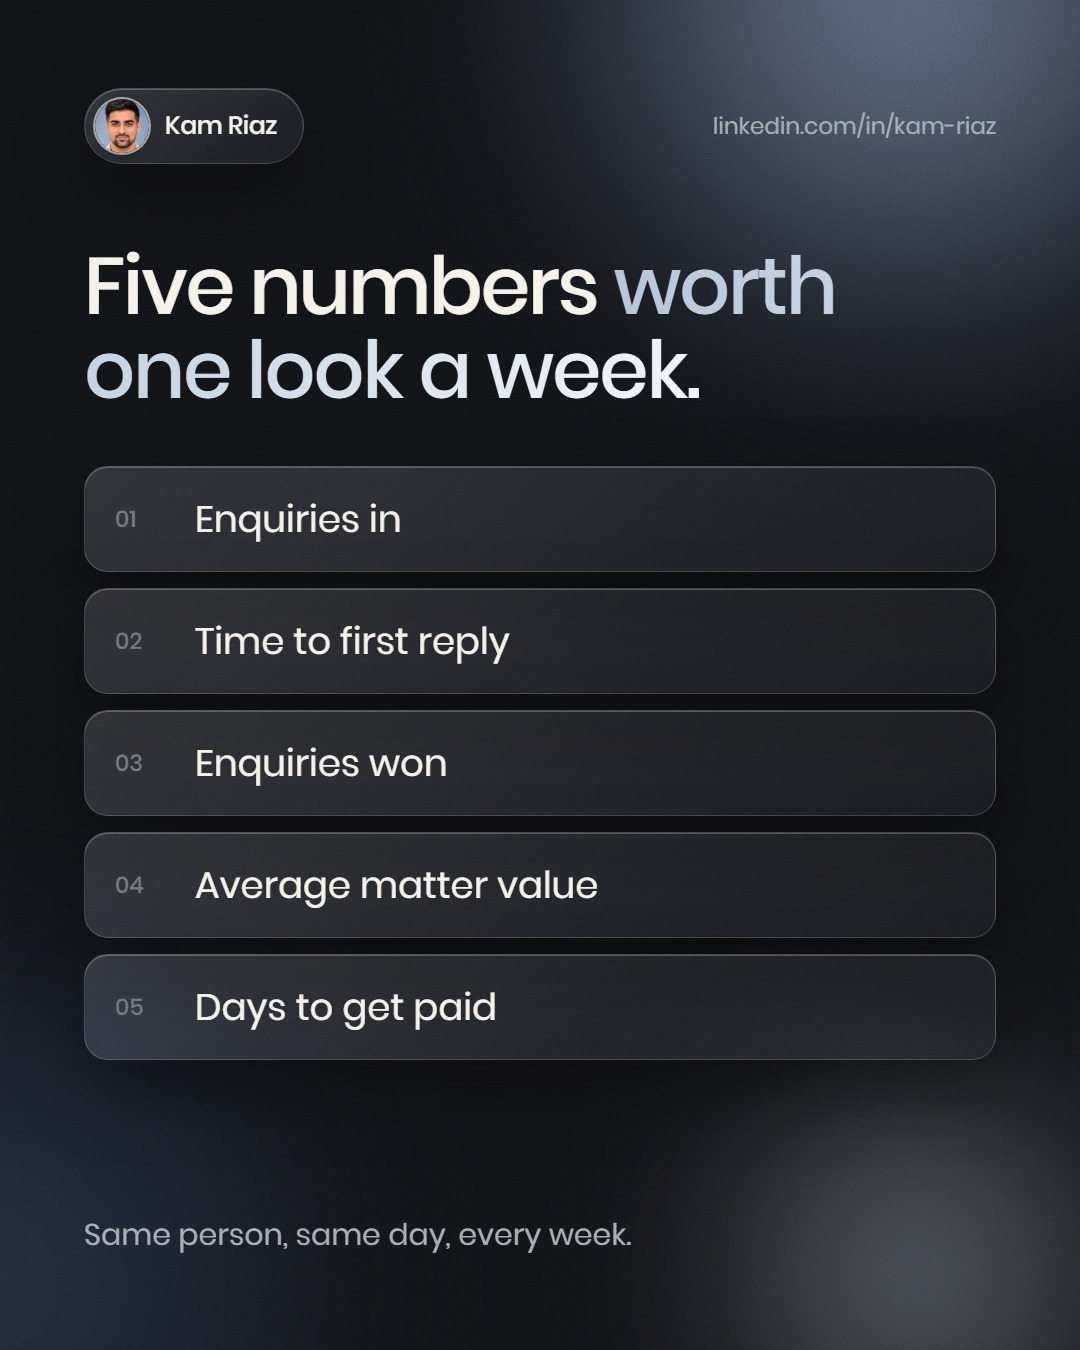 Kam Riaz
linkedin.com/in/kam-riaz
Five numbers worth
one look a week.
01 Enquiries in
02 Time to first reply
03 Enquiries won
04 Average matter value
05 Days to get paid
Same person, same day, every week.